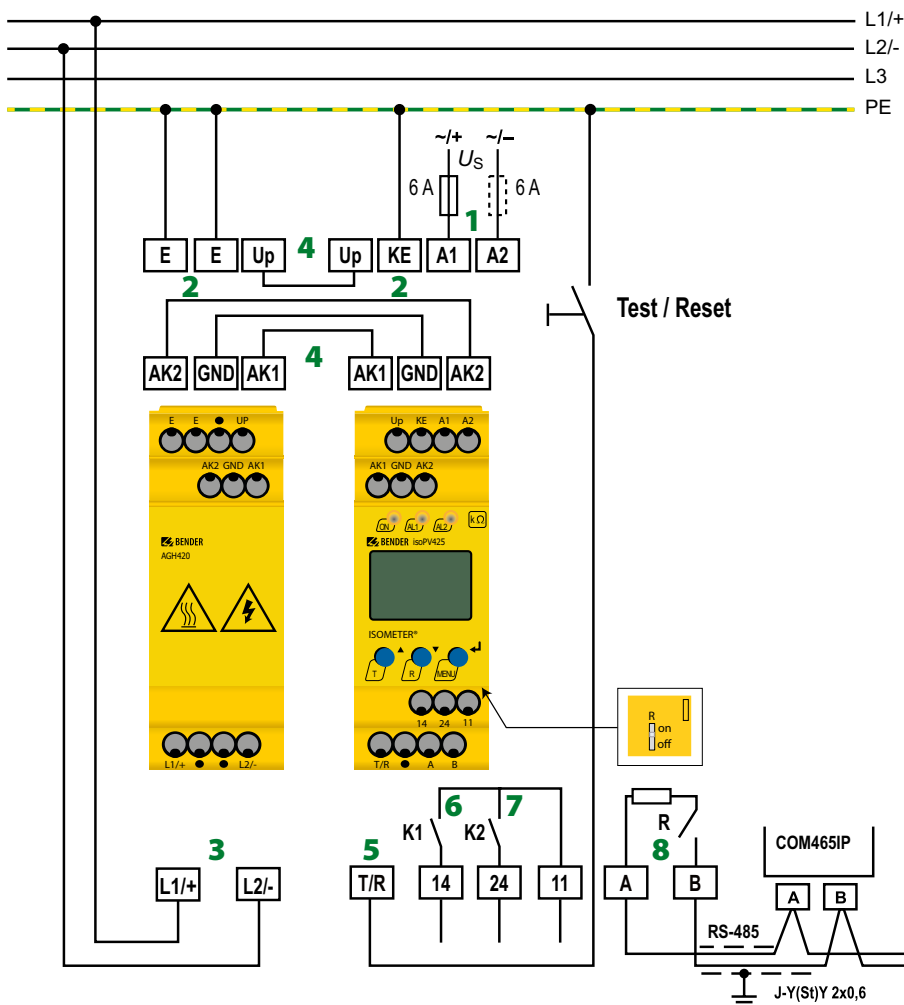 L1/+
L2/-
L3
PE
~/+ ~/–
US
6 A 6 A
1
E E Up 4 Up KE A1 A2
2 2
Test / Reset
4
AK2 GND AK1 AK1 GND AK2
E E UP
Up KE A1 A2
AK2 GND AK1
AK1 GND AK2
ON AL1 AL2 kΩ
BENDER
AGH420
BENDER isoPV425
ISOMETER®
T R MENU
14 24 11
R
on
off
L1/+ L2/-
T/R A B
6 7
K1 K2
R
3 5 8
COM465IP
L1/+ L2/- T/R 14 24 11 A B
A B
RS-485
J-Y(St)Y 2x0,6